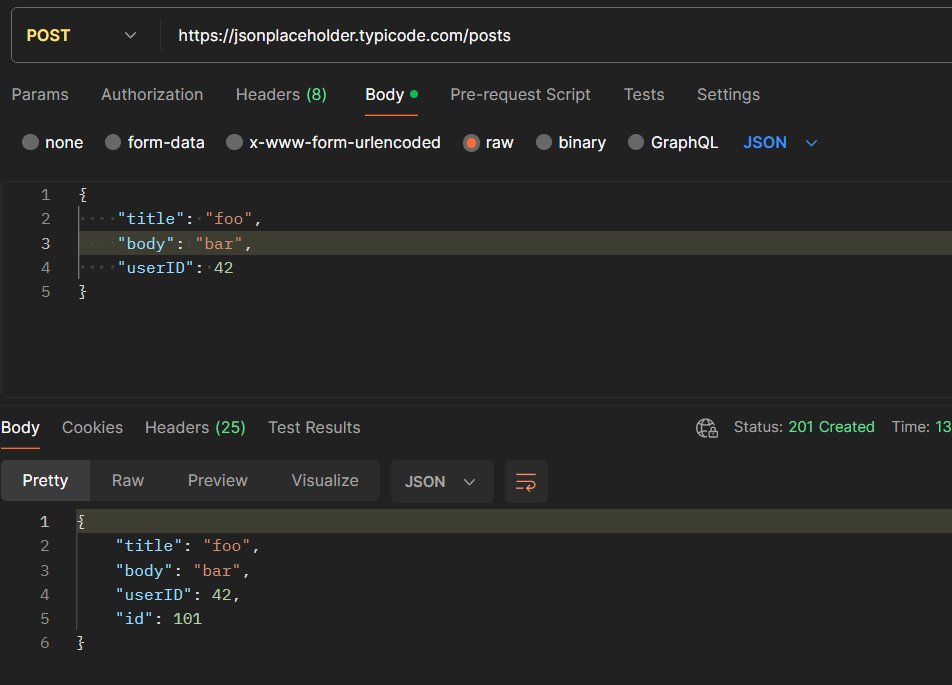 POST https://jsonplaceholder.typicode.com/posts
Params Authorization Headers (8) Body Pre-request Script Tests Settings
none form-data x-www-form-urlencoded raw binary GraphQL JSON
1 {
2 "title": "foo",
3 "body": "bar",
4 "userID": 42
5 }
Body Cookies Headers (25) Test Results Status: 201 Created Time: 13
Pretty Raw Preview Visualize JSON
1 {
2 "title": "foo",
3 "body": "bar",
4 "userID": 42,
5 "id": 101
6 }